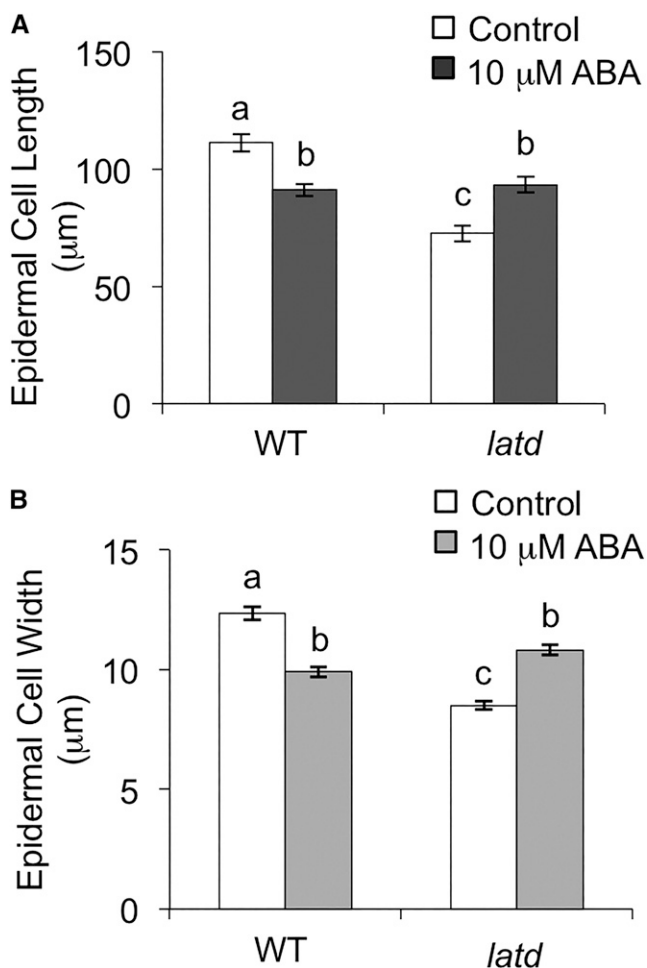 A
Control
10 μM ABA
Epidermal Cell Length
(μm)
150
100
50
0
a
b
c
b
WT
latd
B
Control
10 μM ABA
Epidermal Cell Width
(μm)
15
10
5
0
a
b
c
b
WT
latd